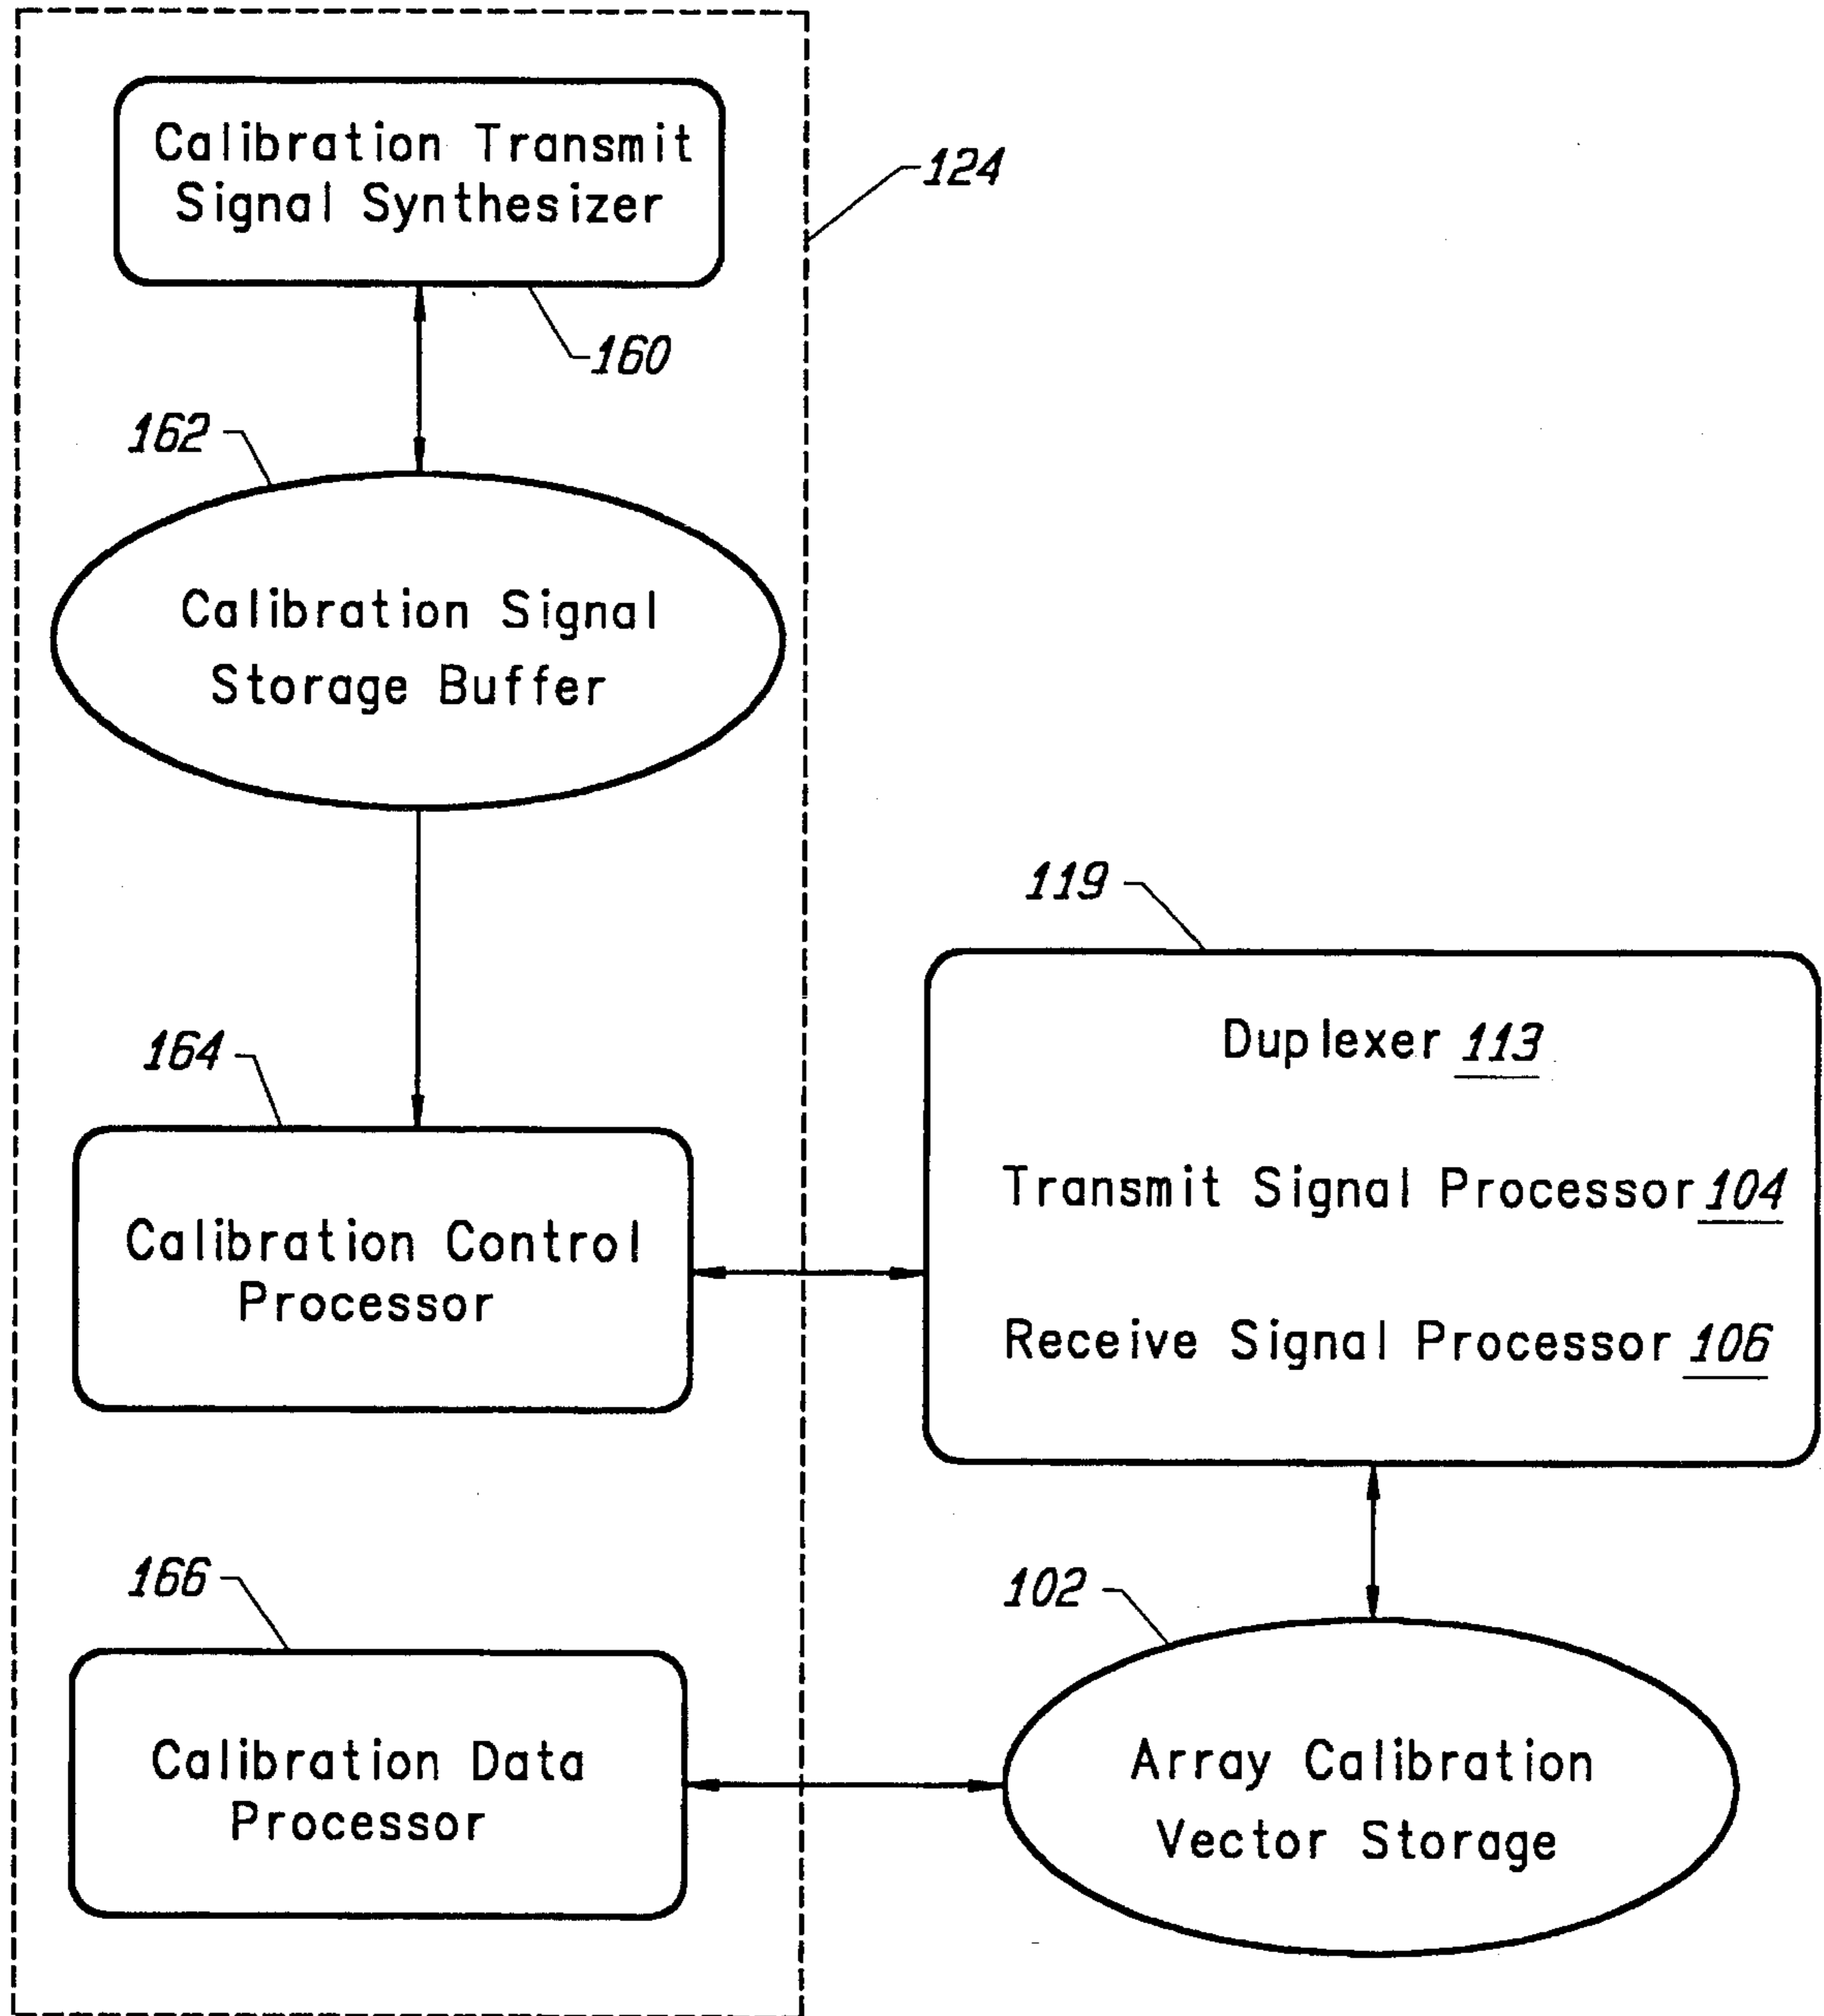 Calibration Transmit
Signal Synthesizer
124
160
162
Calibration Signal
Storage Buffer
119
Duplexer 113
164
Transmit Signal Processor 104
Calibration Control
Processor
Receive Signal Processor 106
166
102
Calibration Data
Processor
Array Calibration
Vector Storage